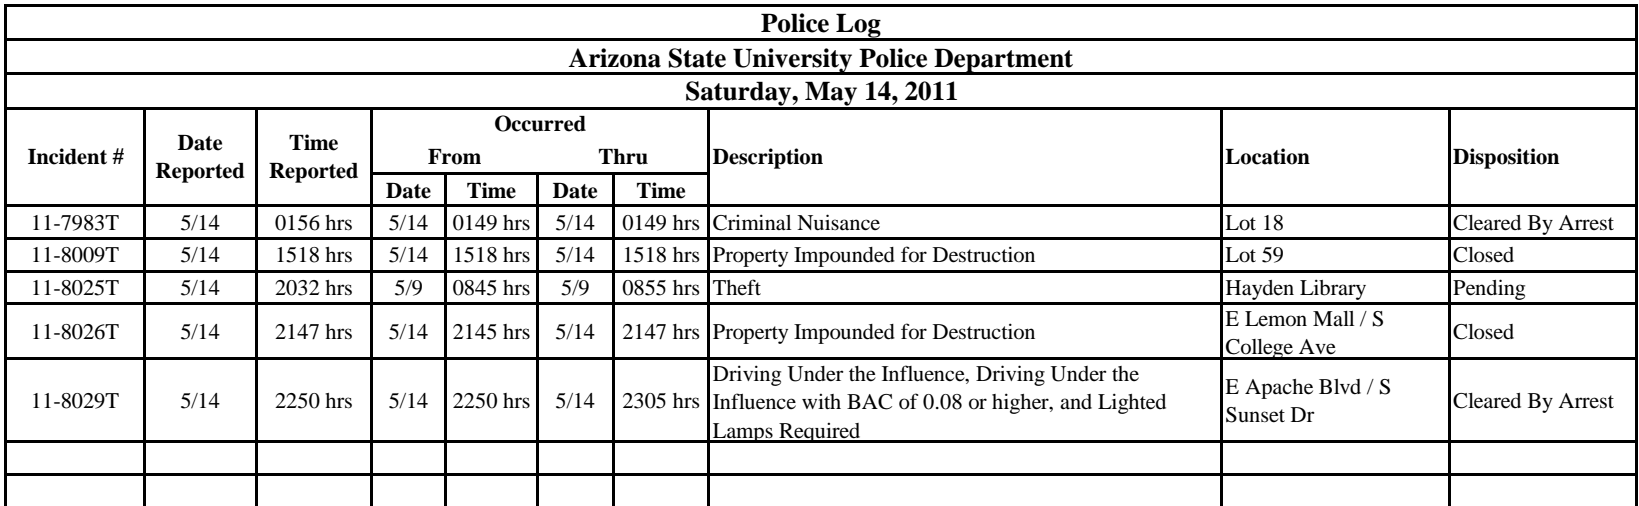 Police Log
Arizona State University Police Department
Saturday, May 14, 2011
Incident # Date Reported Time Reported Occurred Description Location Disposition
From Thru
Date Time Date Time
11-7983T 5/14 0156 hrs 5/14 0149 hrs 5/14 0149 hrs Criminal Nuisance Lot 18 Cleared By Arrest
11-8009T 5/14 1518 hrs 5/14 1518 hrs 5/14 1518 hrs Property Impounded for Destruction Lot 59 Closed
11-8025T 5/14 2032 hrs 5/9 0845 hrs 5/9 0855 hrs Theft Hayden Library Pending
11-8026T 5/14 2147 hrs 5/14 2145 hrs 5/14 2147 hrs Property Impounded for Destruction E Lemon Mall / S
College Ave Closed
11-8029T 5/14 2250 hrs 5/14 2250 hrs 5/14 2305 hrs Driving Under the Influence, Driving Under the
Influence with BAC of 0.08 or higher, and Lighted
Lamps Required E Apache Blvd / S
Sunset Dr Cleared By Arrest